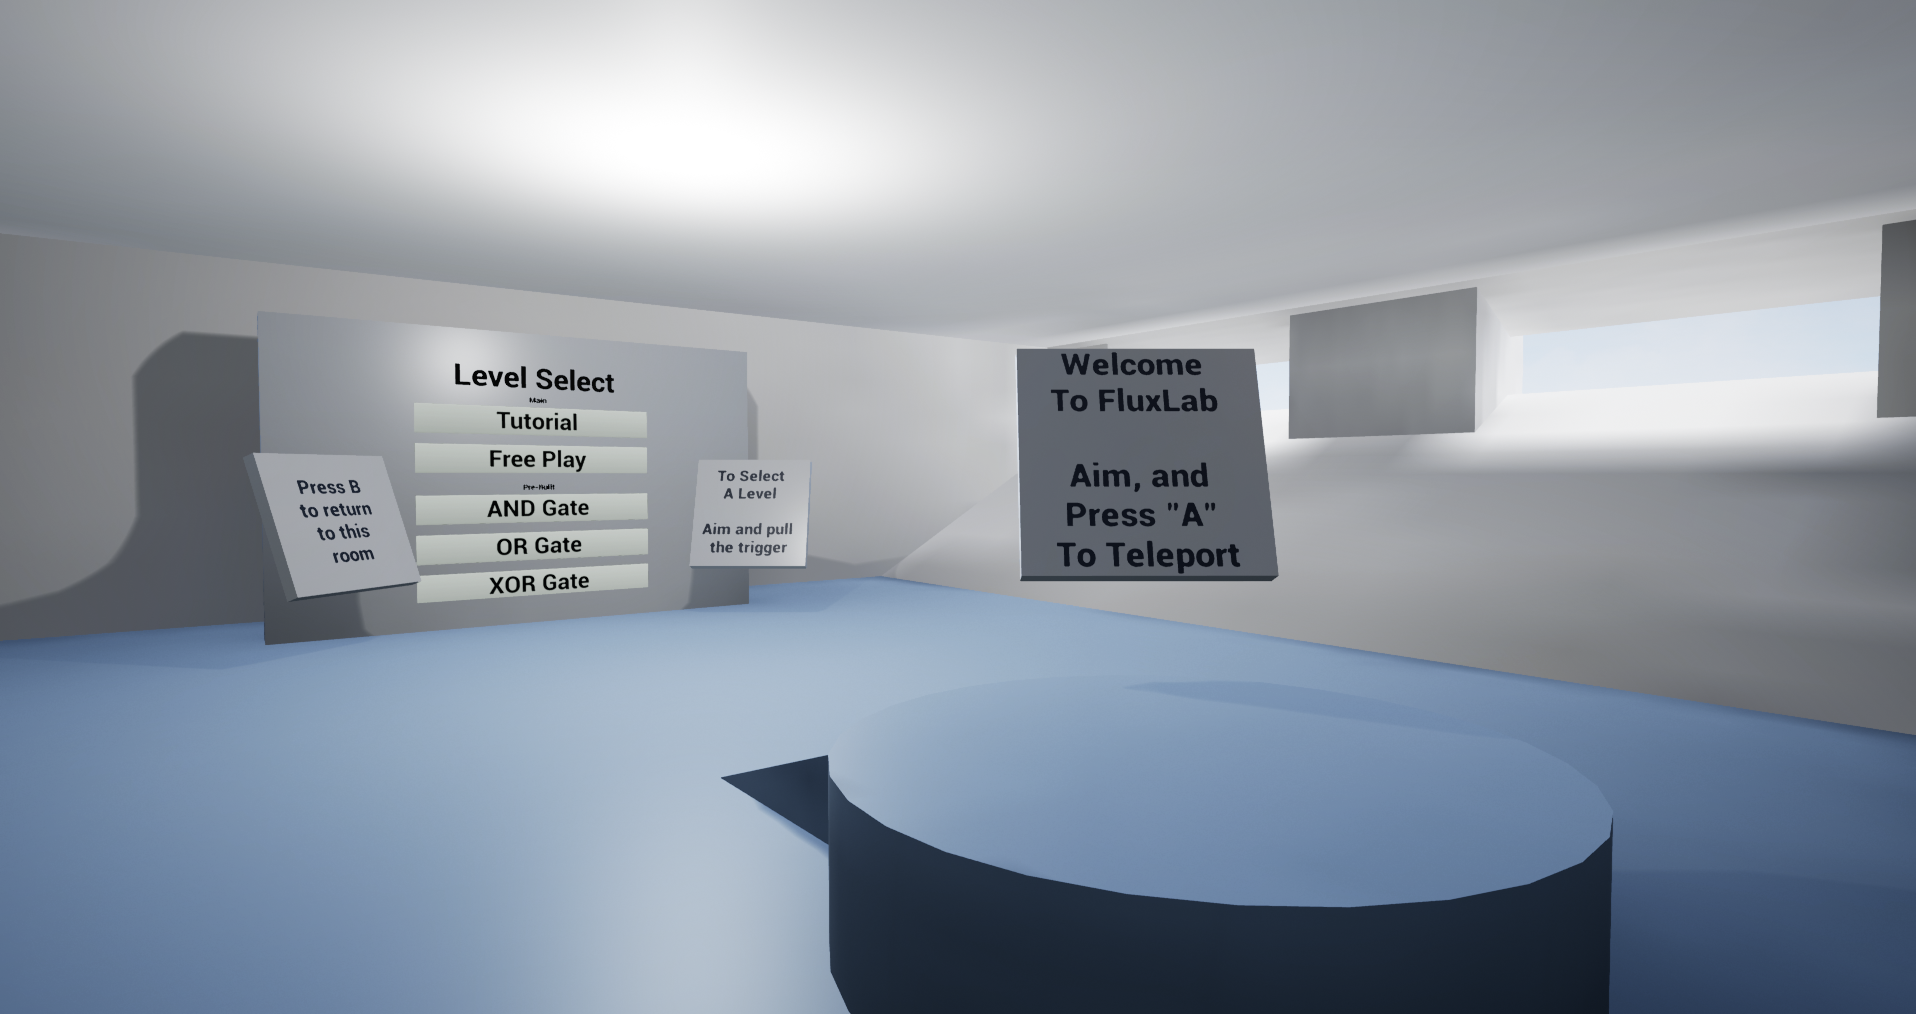 Level Select
Main
Tutorial
Free Play
Pre-Built
AND Gate
OR Gate
XOR Gate
Press B
to return
to this
room
To Select
A Level
Aim and pull
the trigger
Welcome
To FluxLab
Aim, and
Press "A"
To Teleport